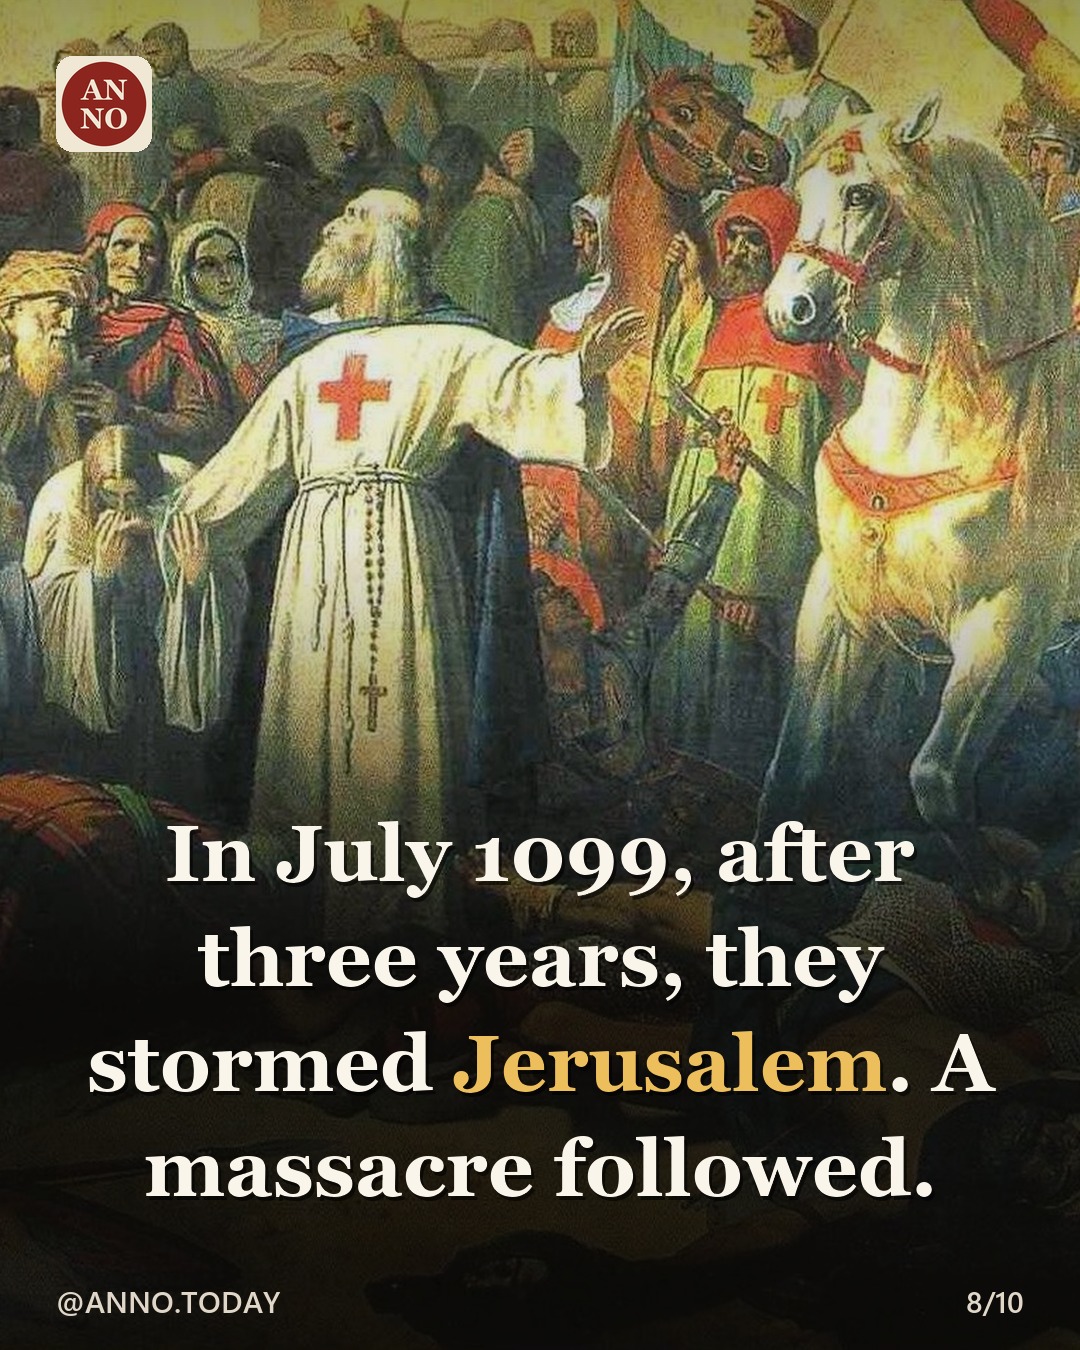 AN
NO
In July 1099, after
three years, they
stormed Jerusalem. A
massacre followed.
@ANNO.TODAY
8/10